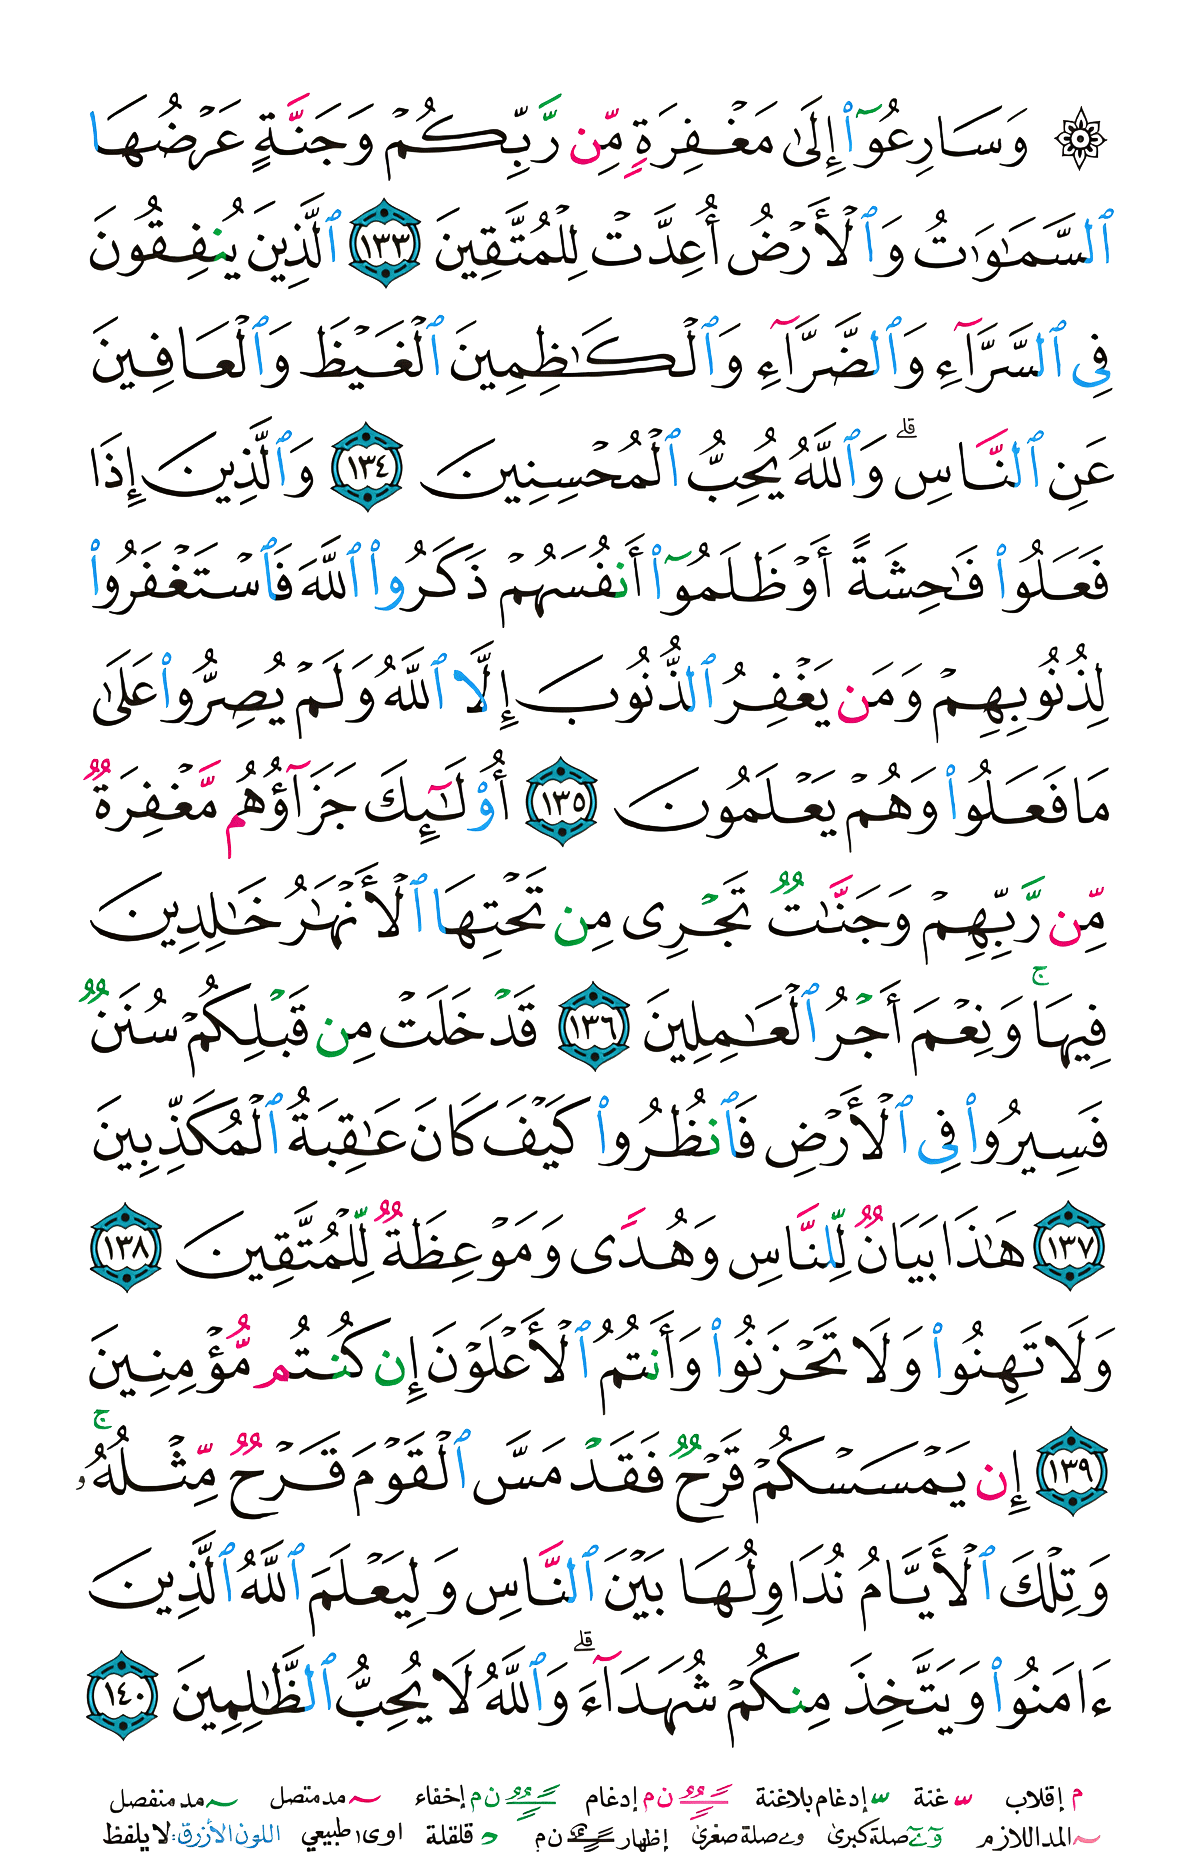 ۞ وَسَارِعُوٓا۟ إِلَىٰ مَغْفِرَةٍ مِّن رَّبِّكُمْ وَجَنَّةٍ عَرْضُهَا
ٱلسَّمَـٰوَٰتُ وَٱلْأَرْضُ أُعِدَّتْ لِلْمُتَّقِينَ ١٣٣ ٱلَّذِينَ يُنفِقُونَ
فِى ٱلسَّرَّآءِ وَٱلضَّرَّآءِ وَٱلْكَـٰظِمِينَ ٱلْغَيْظَ وَٱلْعَافِينَ
عَنِ ٱلنَّاسِ ۗ وَٱللَّهُ يُحِبُّ ٱلْمُحْسِنِينَ ١٣٤ وَٱلَّذِينَ إِذَا
فَعَلُوا۟ فَـٰحِشَةً أَوْ ظَلَمُوٓا۟ أَنفُسَهُمْ ذَكَرُوا۟ ٱللَّهَ فَٱسْتَغْفَرُوا۟
لِذُنُوبِهِمْ وَمَن يَغْفِرُ ٱلذُّنُوبَ إِلَّا ٱللَّهُ وَلَمْ يُصِرُّوا۟ عَلَىٰ
مَا فَعَلُوا۟ وَهُمْ يَعْلَمُونَ ١٣٥ أُو۟لَـٰٓئِكَ جَزَآؤُهُم مَّغْفِرَةٌ
مِّن رَّبِّهِمْ وَجَنَّـٰتٌ تَجْرِى مِن تَحْتِهَا ٱلْأَنْهَـٰرُ خَـٰلِدِينَ
فِيهَا ۚ وَنِعْمَ أَجْرُ ٱلْعَـٰمِلِينَ ١٣٦ قَدْ خَلَتْ مِن قَبْلِكُمْ سُنَنٌ
فَسِيرُوا۟ فِى ٱلْأَرْضِ فَٱنظُرُوا۟ كَيْفَ كَانَ عَـٰقِبَةُ ٱلْمُكَذِّبِينَ
١٣٧ هَـٰذَا بَيَانٌ لِّلنَّاسِ وَهُدًى وَمَوْعِظَةٌ لِّلْمُتَّقِينَ ١٣٨
وَلَا تَهِنُوا۟ وَلَا تَحْزَنُوا۟ وَأَنتُمُ ٱلْأَعْلَوْنَ إِن كُنتُم مُّؤْمِنِينَ
١٣٩ إِن يَمْسَسْكُمْ قَرْحٌ فَقَدْ مَسَّ ٱلْقَوْمَ قَرْحٌ مِّثْلُهُۥ ۚ
وَتِلْكَ ٱلْأَيَّامُ نُدَاوِلُهَا بَيْنَ ٱلنَّاسِ وَلِيَعْلَمَ ٱللَّهُ ٱلَّذِينَ
ءَامَنُوا۟ وَيَتَّخِذَ مِنكُمْ شُهَدَآءَ ۗ وَٱللَّهُ لَا يُحِبُّ ٱلظَّـٰلِمِينَ ١٤٠
م إقلاب ّ غنة ّ إدغام بلاغنة ن م إدغام ن م إخفاء ~ مد متصل ~ مد منفصل
~ المد اللازم وے صلة كبرى وے صلة صغرى إظهار ن م قلقلة اوى طبيعي اللون الأزرق: لا يلفظ